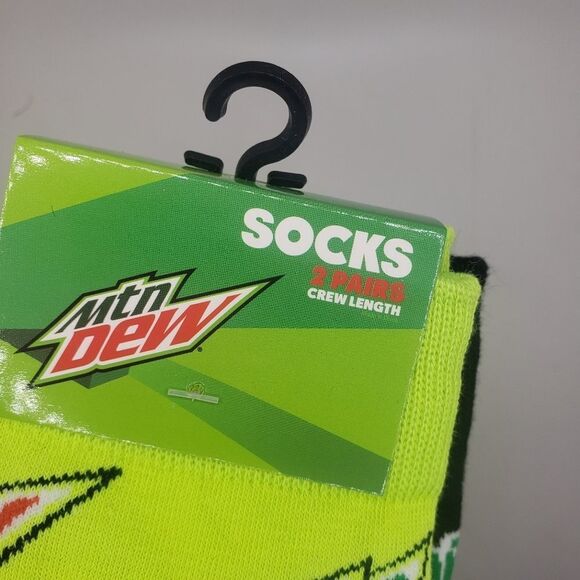 SOCKS
2 PAIRS
CREW LENGTH
Mtn
DEW